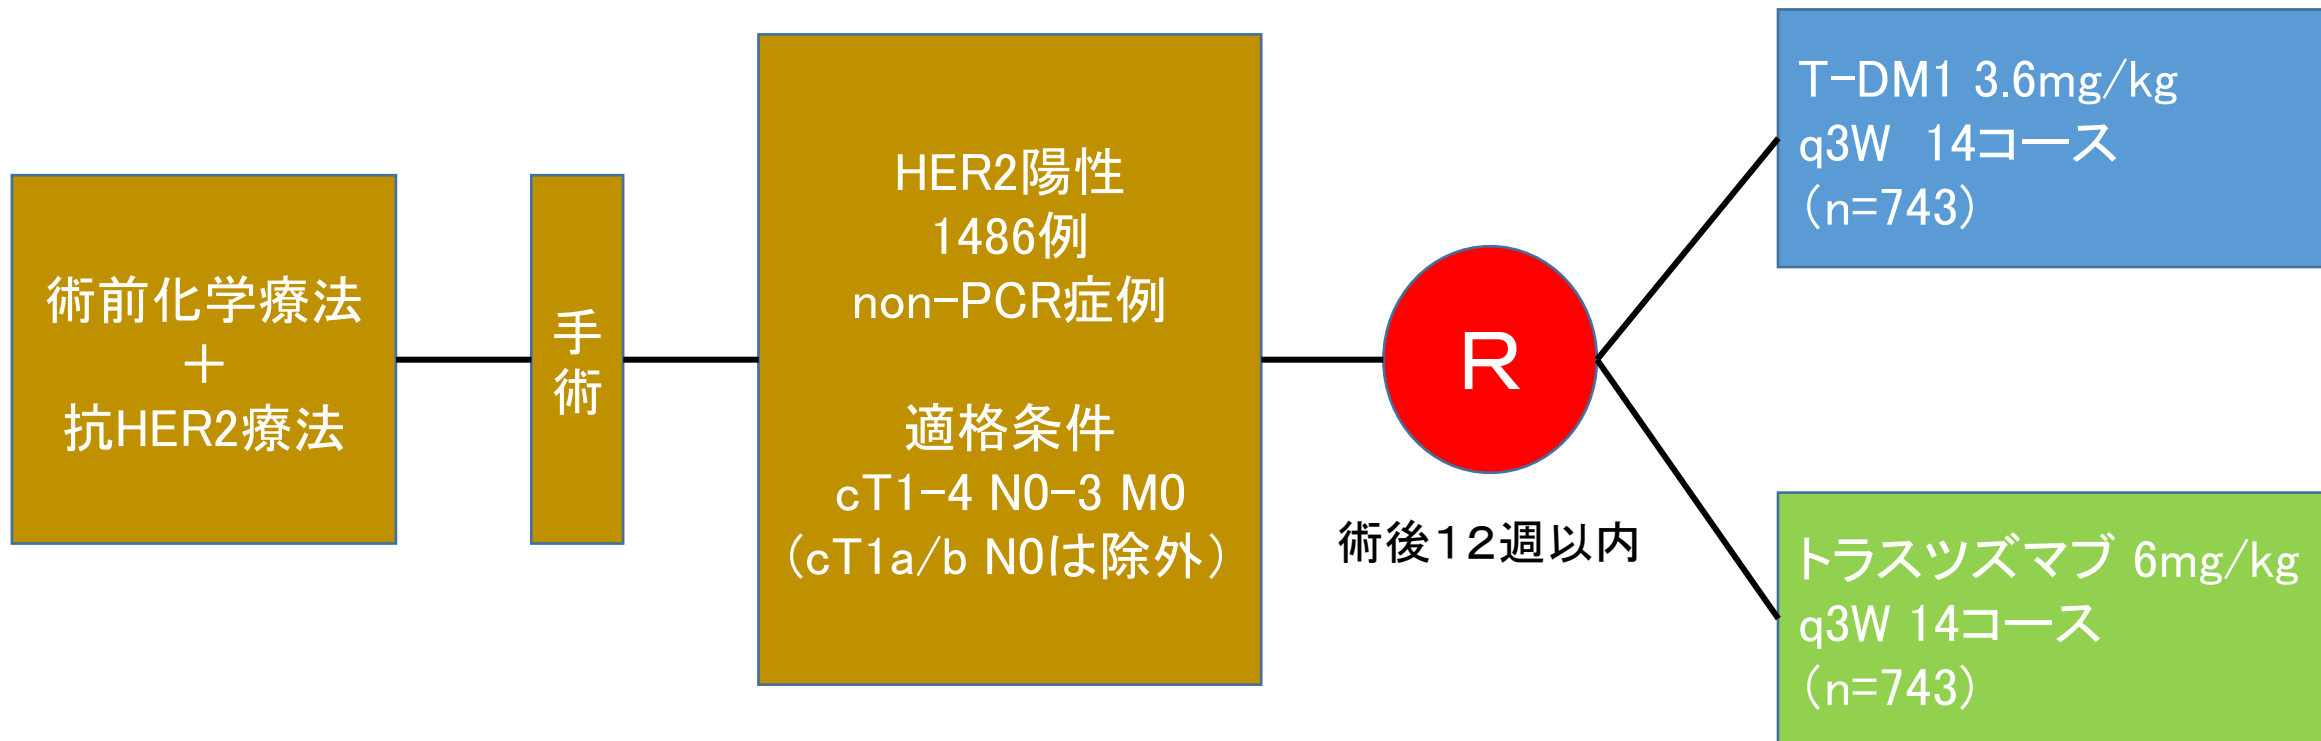 術前化学療法
＋
抗HER2療法
手
術
HER2陽性
1486例
non-PCR症例
適格条件
cT1-4 N0-3 M0
（cT1a/b N0は除外）
R
術後１２週以内
T-DM1 3.6mg/kg
q3W 14コース
（n=743）
トラスツズマブ 6mg/kg
q3W 14コース
（n=743）